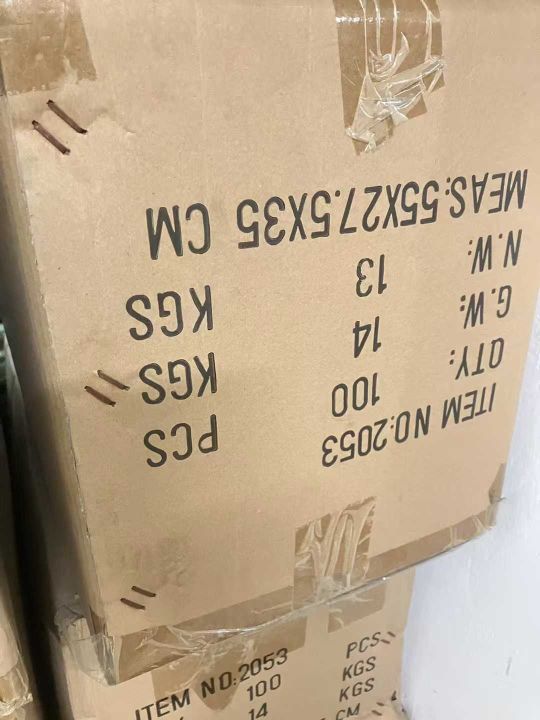 ITEM NO:2053
QTY: 100 PCS
G.W: 14 KGS
N.W: 13 KGS
MEAS:55X27.5X35 CM
ITEM NO:2053
100 PCS
14 KGS
KGS
CM